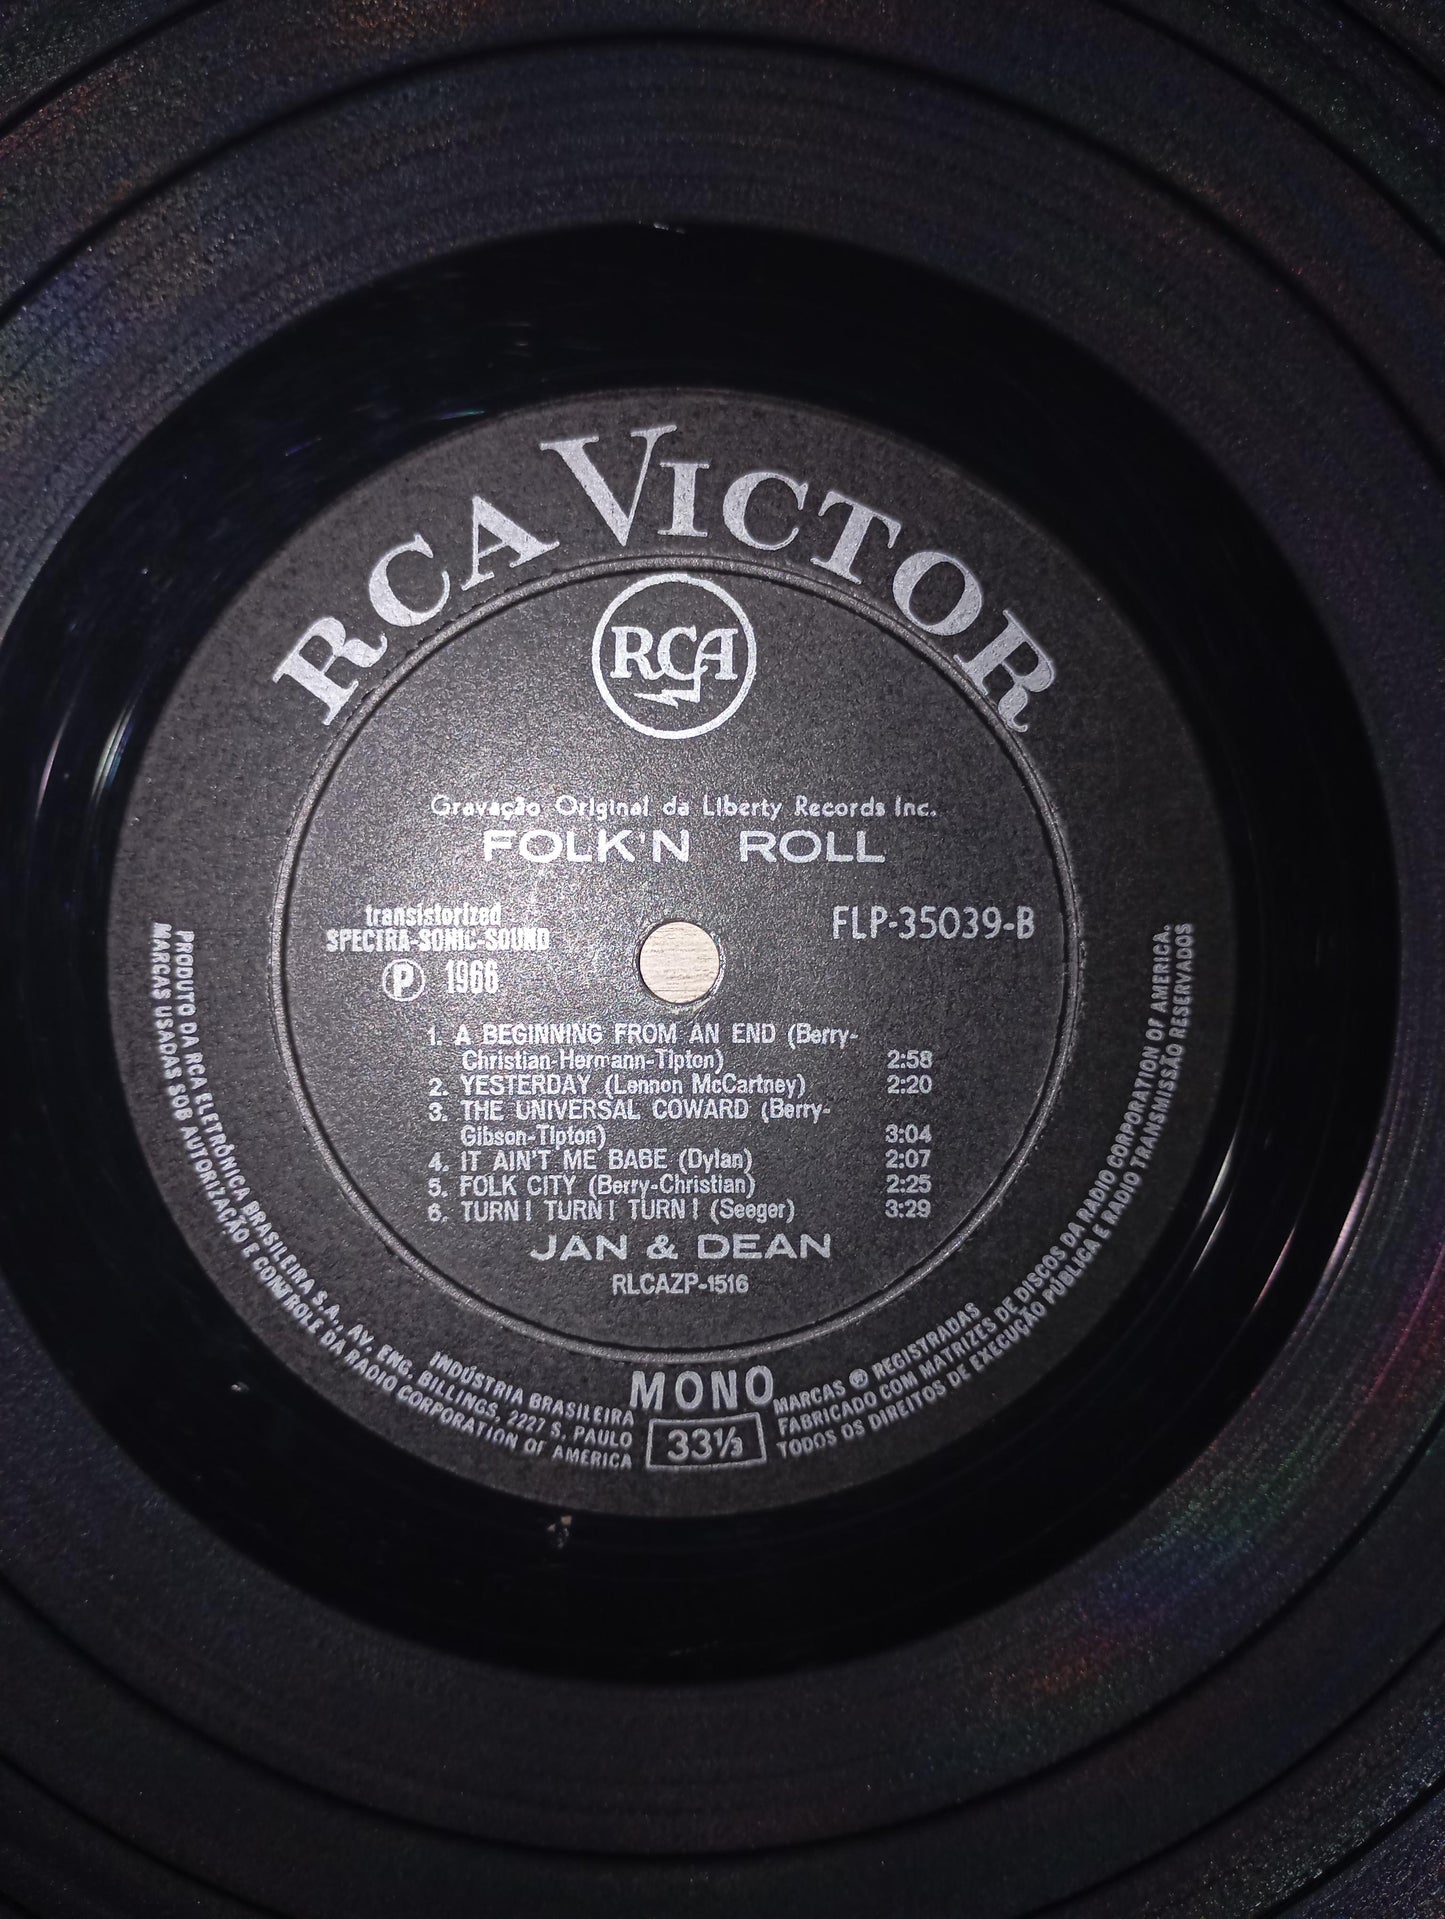 RCA VICTOR
RCA
Gravação Original da Liberty Records Inc.
FOLK'N ROLL
transistorized
SPECTRA-SONIC-SOUND
Ⓟ 1966
FLP-35039-B
1. A BEGINNING FROM AN END (Berry-
Christian-Hermann-Tipton) 2:58
2. YESTERDAY (Lennon McCartney) 2:20
3. THE UNIVERSAL COWARD (Berry-
Gibson-Tipton) 3:04
4. IT AIN'T ME BABE (Dylan) 2:07
5. FOLK CITY (Berry-Christian) 2:25
6. TURN! TURN! TURN! (Seeger) 3:29
JAN & DEAN
RLCAZP-1516
MONO
33⅓
INDÚSTRIA BRASILEIRA
PRODUTO DA RCA ELETRÔNICA BRASILEIRA S.A., AV. ENG. BILLINGS, 2227 S. PAULO
MARCAS USADAS SOB AUTORIZAÇÃO E CONTROLE DA RADIO CORPORATION OF AMERICA
MARCAS ® REGISTRADAS
FABRICADO COM MATRIZES DE DISCOS DA RADIO CORPORATION OF AMERICA.
TODOS OS DIREITOS DE EXECUÇÃO PÚBLICA E RADIO TRANSMISSÃO RESERVADOS